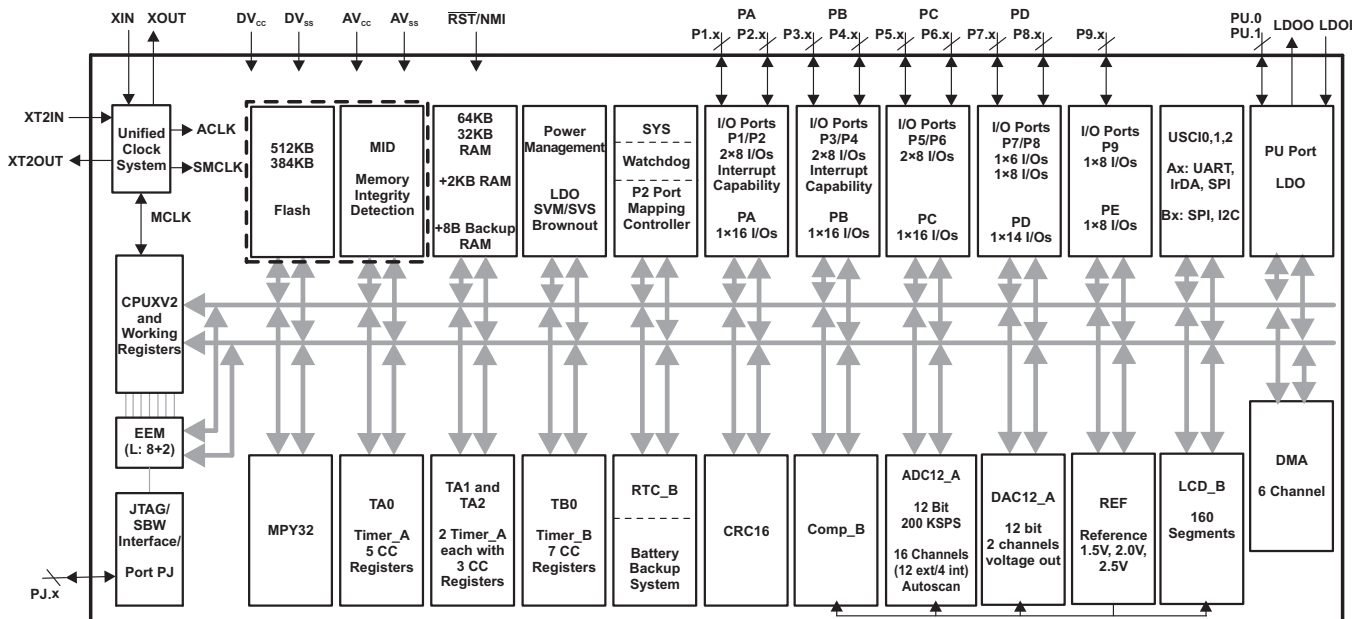 XIN XOUT DVCC DVSS AVCC AVSS RST/NMI PA PB PC PD
P1.x P2.x P3.x P4.x P5.x P6.x P7.x P8.x P9.x
PU.0
PU.1
LDOO LDOI
XT2IN
XT2OUT
Unified
Clock
System
ACLK
SMCLK
MCLK
512KB
384KB
Flash
MID
Memory
Integrity
Detection
64KB
32KB
RAM
+2KB RAM
+8B Backup
RAM
Power
Management
LDO
SVM/SVS
Brownout
SYS
Watchdog
P2 Port
Mapping
Controller
I/O Ports
P1/P2
2×8 I/Os
Interrupt
Capability
PA
1×16 I/Os
I/O Ports
P3/P4
2×8 I/Os
Interrupt
Capability
PB
1×16 I/Os
I/O Ports
P5/P6
2×8 I/Os
PC
1×16 I/Os
I/O Ports
P7/P8
1×6 I/Os
1×8 I/Os
PD
1×14 I/Os
I/O Ports
P9
1×8 I/Os
PE
1×8 I/Os
USCI0,1,2
Ax: UART,
IrDA, SPI
Bx: SPI, I2C
PU Port
LDO
CPUXV2
and
Working
Registers
EEM
(L: 8+2)
JTAG/
SBW
Interface/
Port PJ
PJ.x
MPY32
TA0
Timer_A
5 CC
Registers
TA1 and
TA2
2 Timer_A
each with
3 CC
Registers
TB0
Timer_B
7 CC
Registers
RTC_B
Battery
Backup
System
CRC16
Comp_B
ADC12_A
12 Bit
200 KSPS
16 Channels
(12 ext/4 int)
Autoscan
DAC12_A
12 bit
2 channels
voltage out
REF
Reference
1.5V, 2.0V,
2.5V
LCD_B
160
Segments
DMA
6 Channel